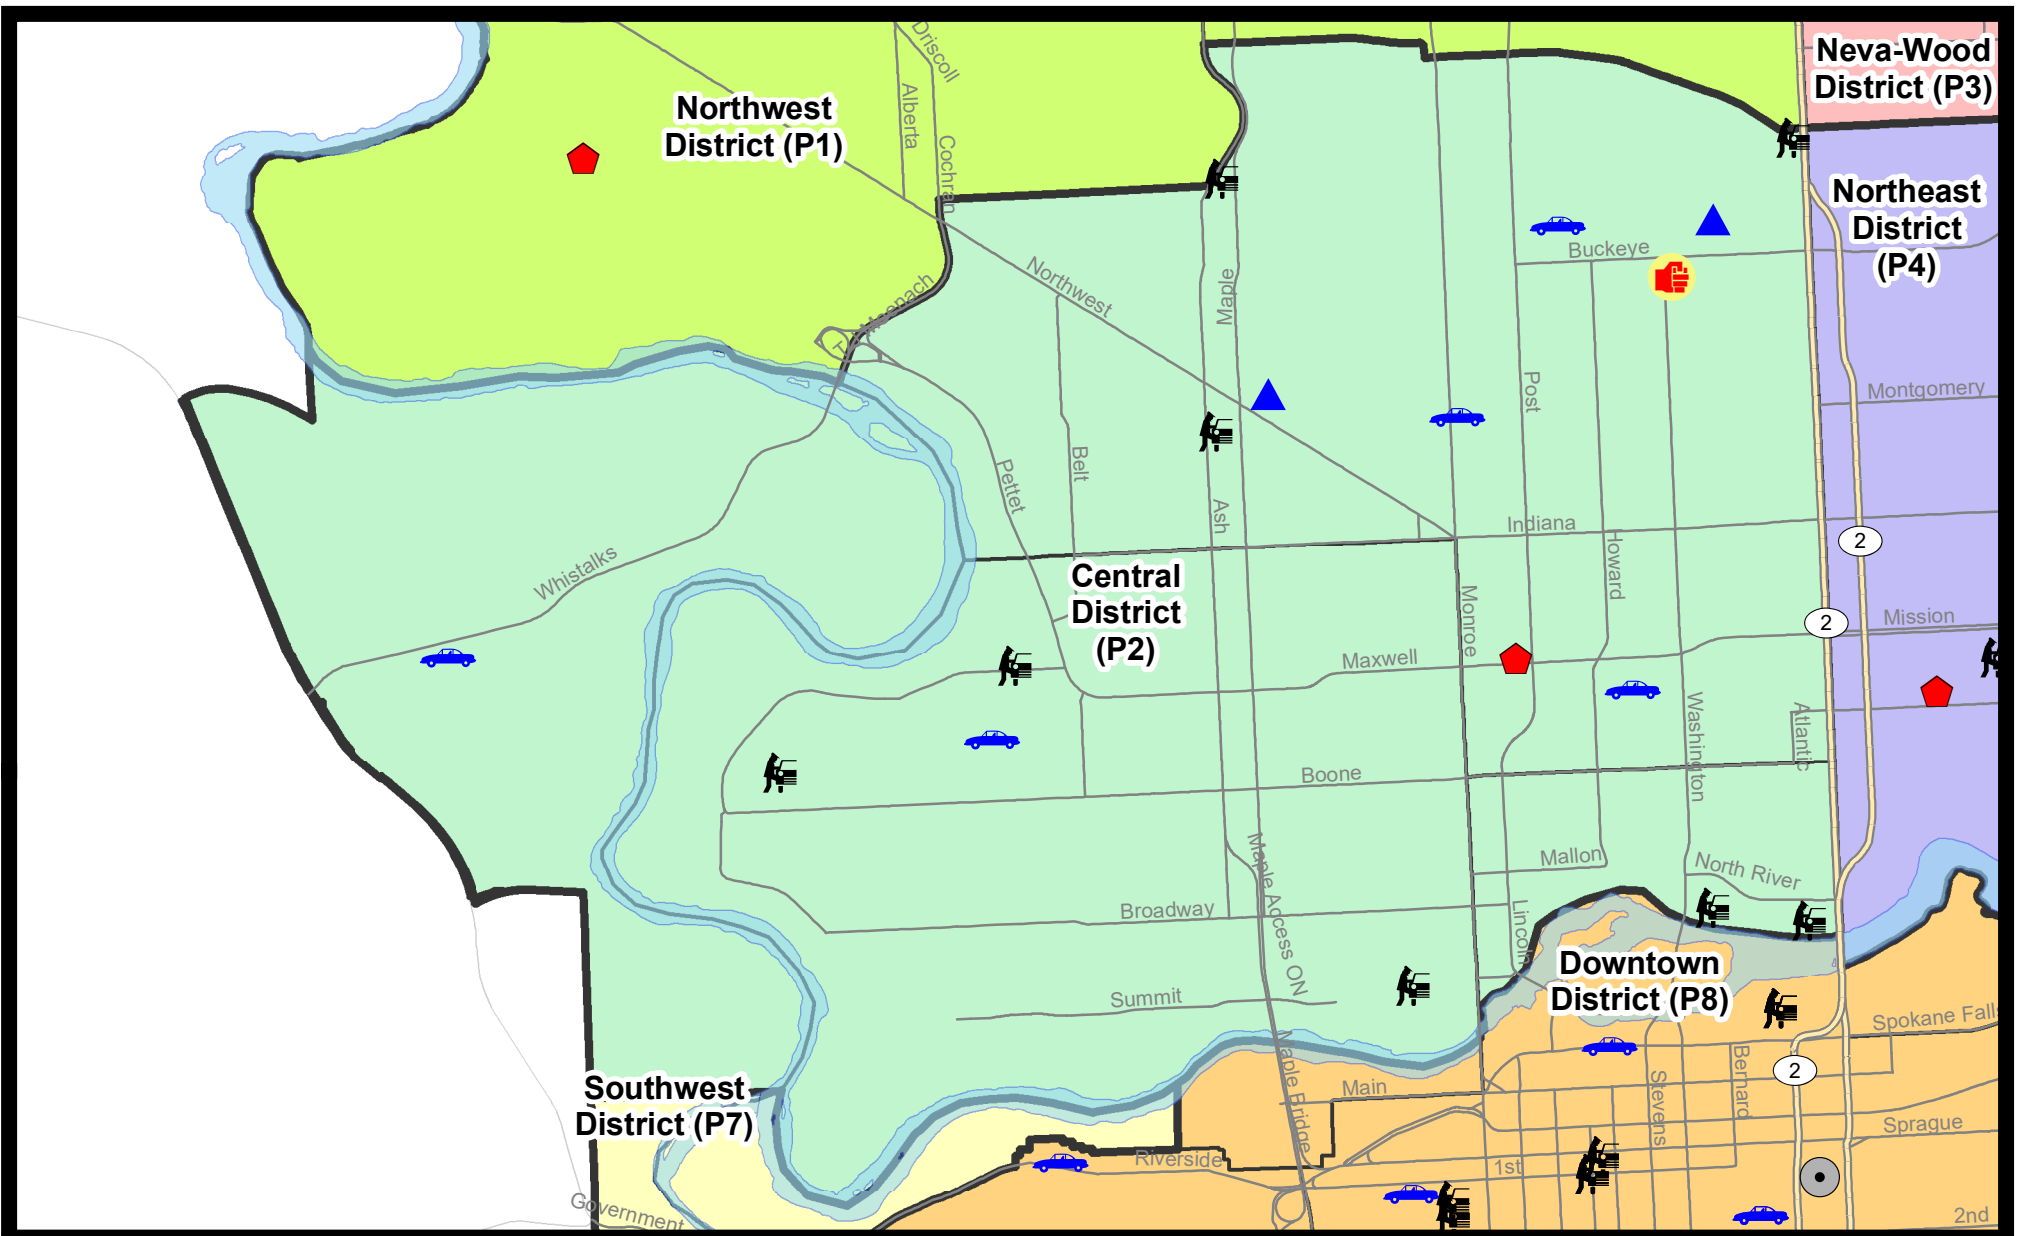 Driscoll
Neva-Wood
District (P3)
Northwest
District (P1)
Alberta
Cochran
Northeast
District
(P4)
Buckeye
Northwest
Maple
Post
Montgomery
Belt
Pettet
Ash
Indiana
Howard
2
Whistalks
Central
District
(P2)
Monroe
2
Mission
Maxwell
Washington
Atlantic
Boone
Mallon
North River
Maple Access ON
Broadway
Lincoln
Downtown
District (P8)
Summit
Spokane Falls
Maple Bridge
Main
Stevens
Bernard
2
Southwest
District (P7)
Sprague
Riverside
1st
Government
2nd